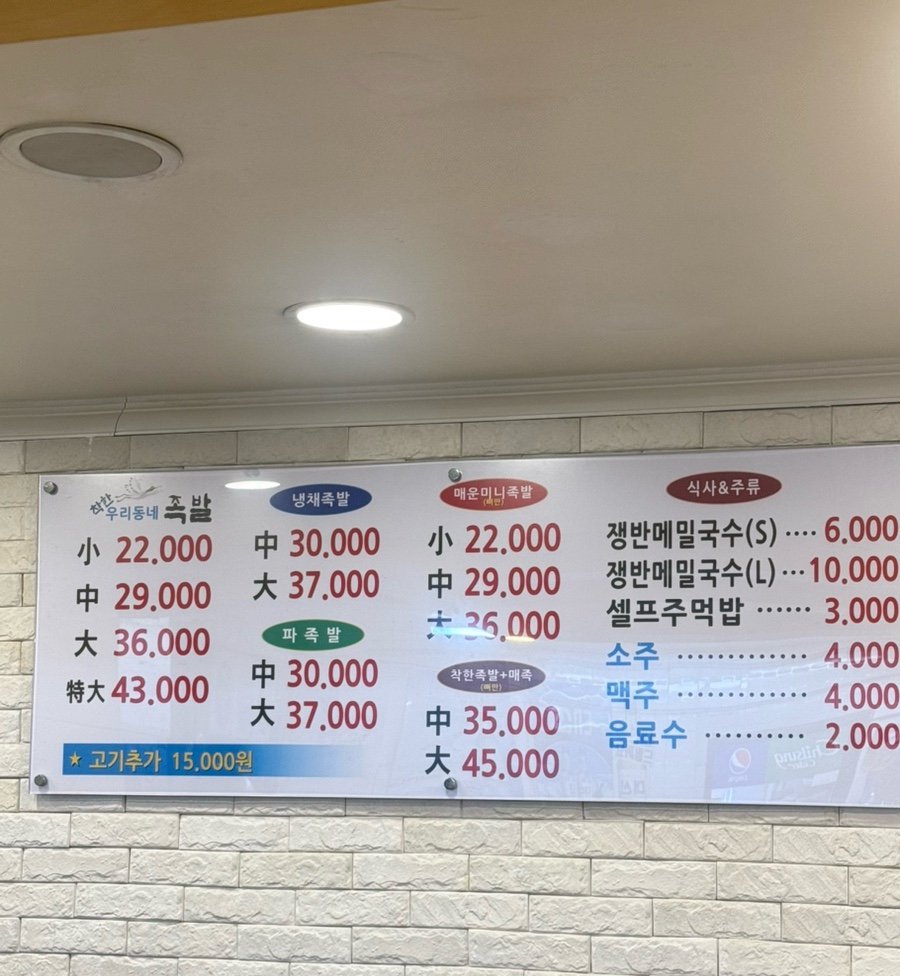 착한
우리동네 족발
小 22.000
中 29.000
大 36.000
特大 43.000
★ 고기추가 15.000원
냉채족발
中 30.000
大 37.000
파 족 발
中 30.000
大 37.000
매운미니족발
小 22.000
中 29.000
大 36.000
착한족발+매족
中 35.000
大 45.000
식사&주류
쟁반메밀국수(S) ···· 6.000
쟁반메밀국수(L) ···10.000
셀프주먹밥 ······ 3.000
소주 ············· 4.000
맥주 ············· 4.000
음료수 ·········· 2.000